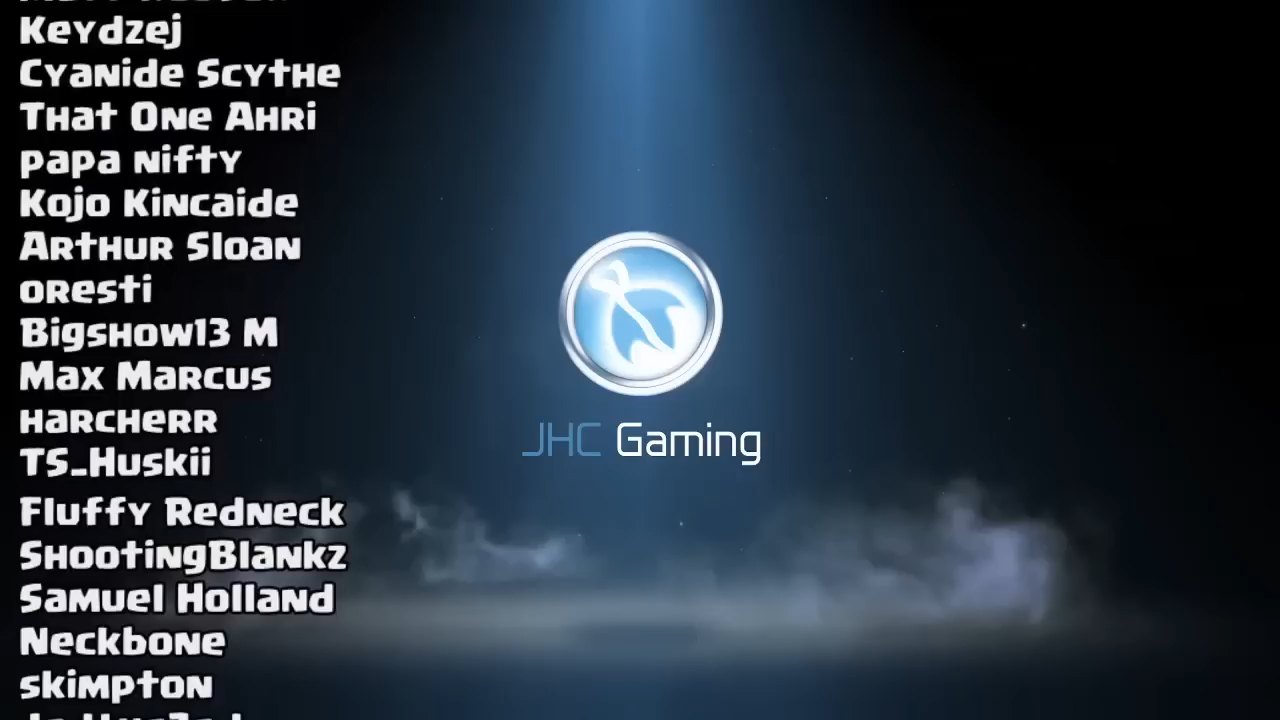 Keydzej
Cyanide Scythe
That One Ahri
papa nifty
Kojo Kincaide
Arthur Sloan
oresti
Bigshow13 M
Max Marcus
harcherr
TS_Huskii
Fluffy Redneck
ShootingBlankz
Samuel Holland
Neckbone
skimpton
JHC Gaming